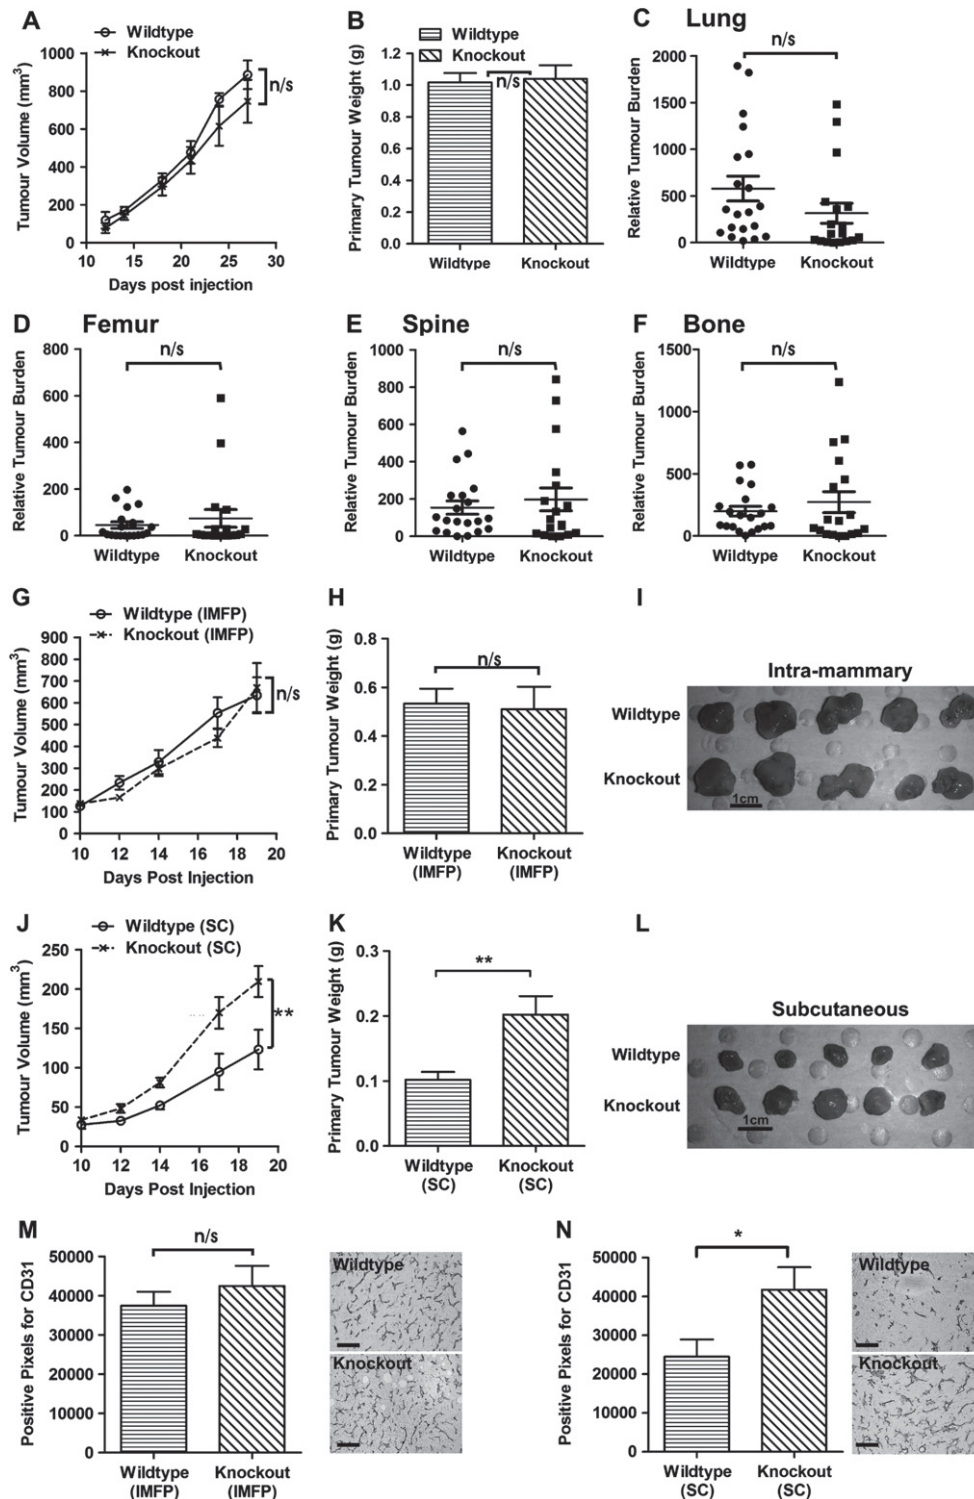 A
Wildtype
Knockout
Tumour Volume (mm³)
1000
800
600
400
200
0
n/s
10 15 20 25 30
Days post injection
B
Wildtype
Knockout
Primary Tumour Weight (g)
1.2
1.0
0.8
0.6
0.4
0.2
0.0
n/s
Wildtype Knockout
C Lung
n/s
Relative Tumour Burden
2000
1500
1000
500
0
Wildtype Knockout
D Femur
n/s
Relative Tumour Burden
800
600
400
200
0
Wildtype Knockout
E Spine
n/s
Relative Tumour Burden
1000
800
600
400
200
0
Wildtype Knockout
F Bone
n/s
Relative Tumour Burden
1500
1000
500
0
Wildtype Knockout
G
Wildtype (IMFP)
Knockout (IMFP)
Tumour Volume (mm³)
900
800
700
600
500
400
300
200
100
0
n/s
10 12 14 16 18 20
Days Post Injection
H
Primary Tumour Weight (g)
0.8
0.6
0.4
0.2
0.0
n/s
Wildtype Knockout
(IMFP) (IMFP)
I
Intra-mammary
Wildtype
Knockout
1cm
J
Wildtype (SC)
Knockout (SC)
Tumour Volume (mm³)
250
200
150
100
50
0
**
10 12 14 16 18 20
Days Post Injection
K
Primary Tumour Weight (g)
0.3
0.2
0.1
0.0
**
Wildtype Knockout
(SC) (SC)
L
Subcutaneous
Wildtype
Knockout
1cm
M
n/s
Positive Pixels for CD31
50000
40000
30000
20000
10000
0
Wildtype Knockout
(IMFP) (IMFP)
Wildtype
Knockout
N
*
Positive Pixels for CD31
50000
40000
30000
20000
10000
0
Wildtype Knockout
(SC) (SC)
Wildtype
Knockout